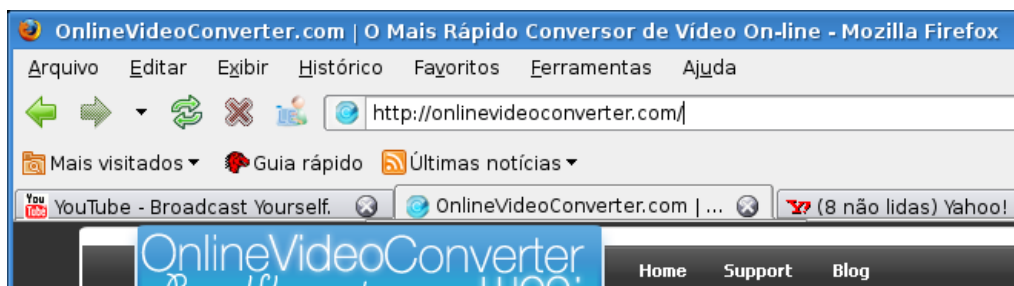 OnlineVideoConverter.com | O Mais Rápido Conversor de Vídeo On-line - Mozilla Firefox
Arquivo Editar Exibir Histórico Favoritos Ferramentas Ajuda
http://onlinevideoconverter.com/
Mais visitados Guia rápido Últimas notícias
You Tube YouTube - Broadcast Yourself. OnlineVideoConverter.com | ... Y? (8 não lidas) Yahoo!
OnlineVideoConverter Home Support Blog